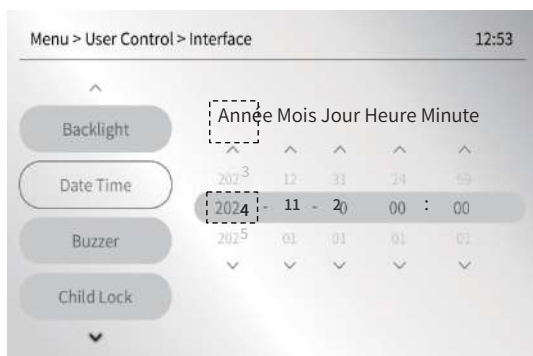 Menu > User Control > Interface 12:53
Backlight
Date Time
Buzzer
Child Lock
Année Mois Jour Heure Minute
2023 12 31 24 59
2024 - 11 - 20 00 : 00
2025 01 01 01 01